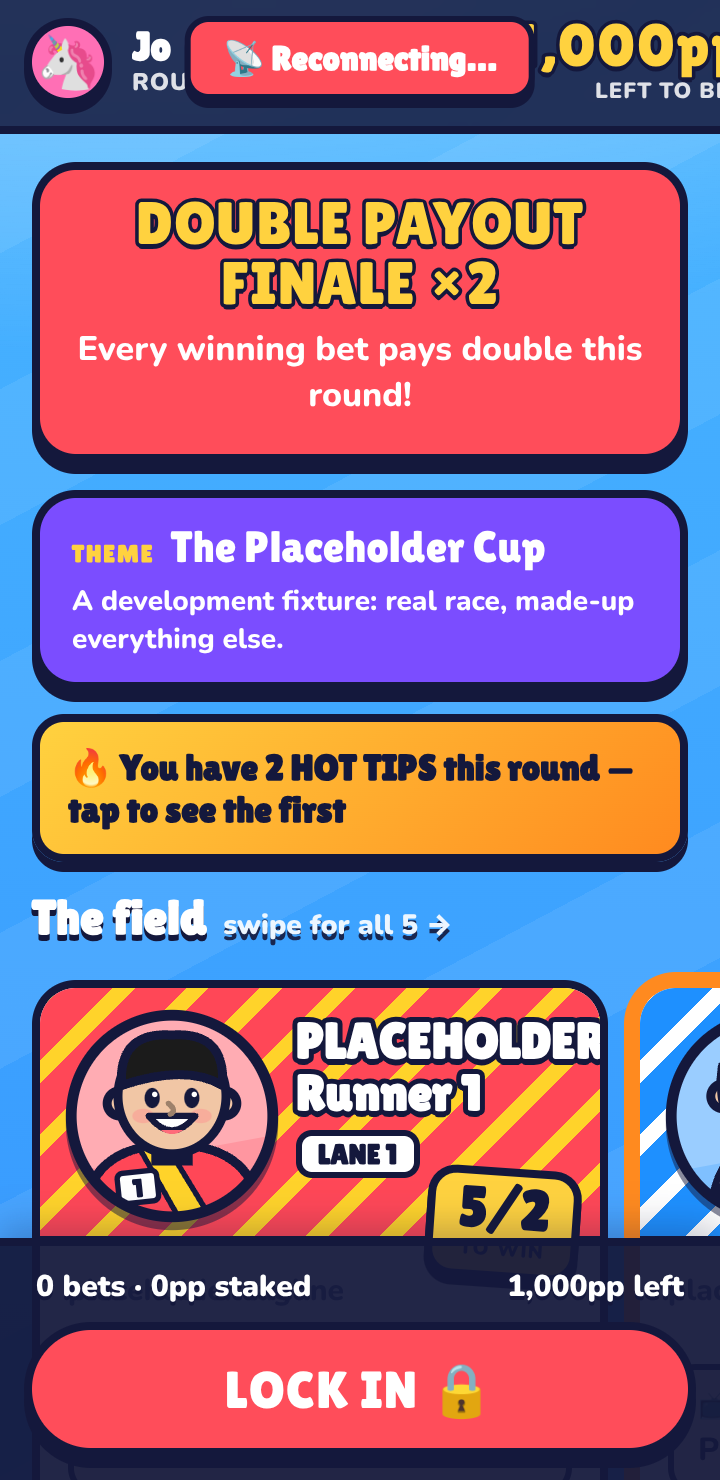 Jo
📡 Reconnecting...
,000pp
ROU
LEFT TO BE
DOUBLE PAYOUT
FINALE ×2
Every winning bet pays double this
round!
THEME The Placeholder Cup
A development fixture: real race, made-up
everything else.
🔥 You have 2 HOT TIPS this round —
tap to see the first
The field swipe for all 5 →
PLACEHOLDER
Runner 1
LANE 1
1
5/2
TO WIN
0 bets · 0pp staked
1,000pp left
LOCK IN 🔒